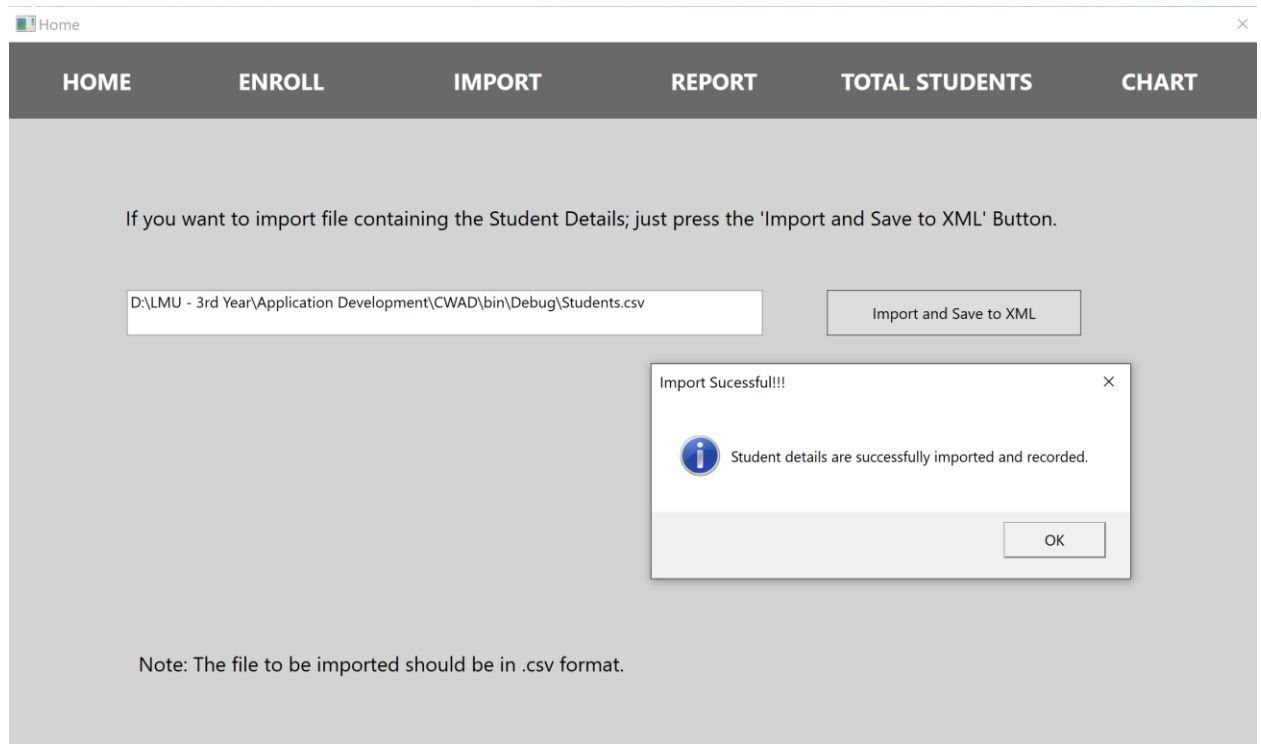 Home
HOME ENROLL IMPORT REPORT TOTAL STUDENTS CHART
If you want to import file containing the Student Details; just press the 'Import and Save to XML' Button.
D:\LMU - 3rd Year\Application Development\CWAD\bin\Debug\Students.csv
Import and Save to XML
Import Sucessful!!!
Student details are successfully imported and recorded.
OK
Note: The file to be imported should be in .csv format.